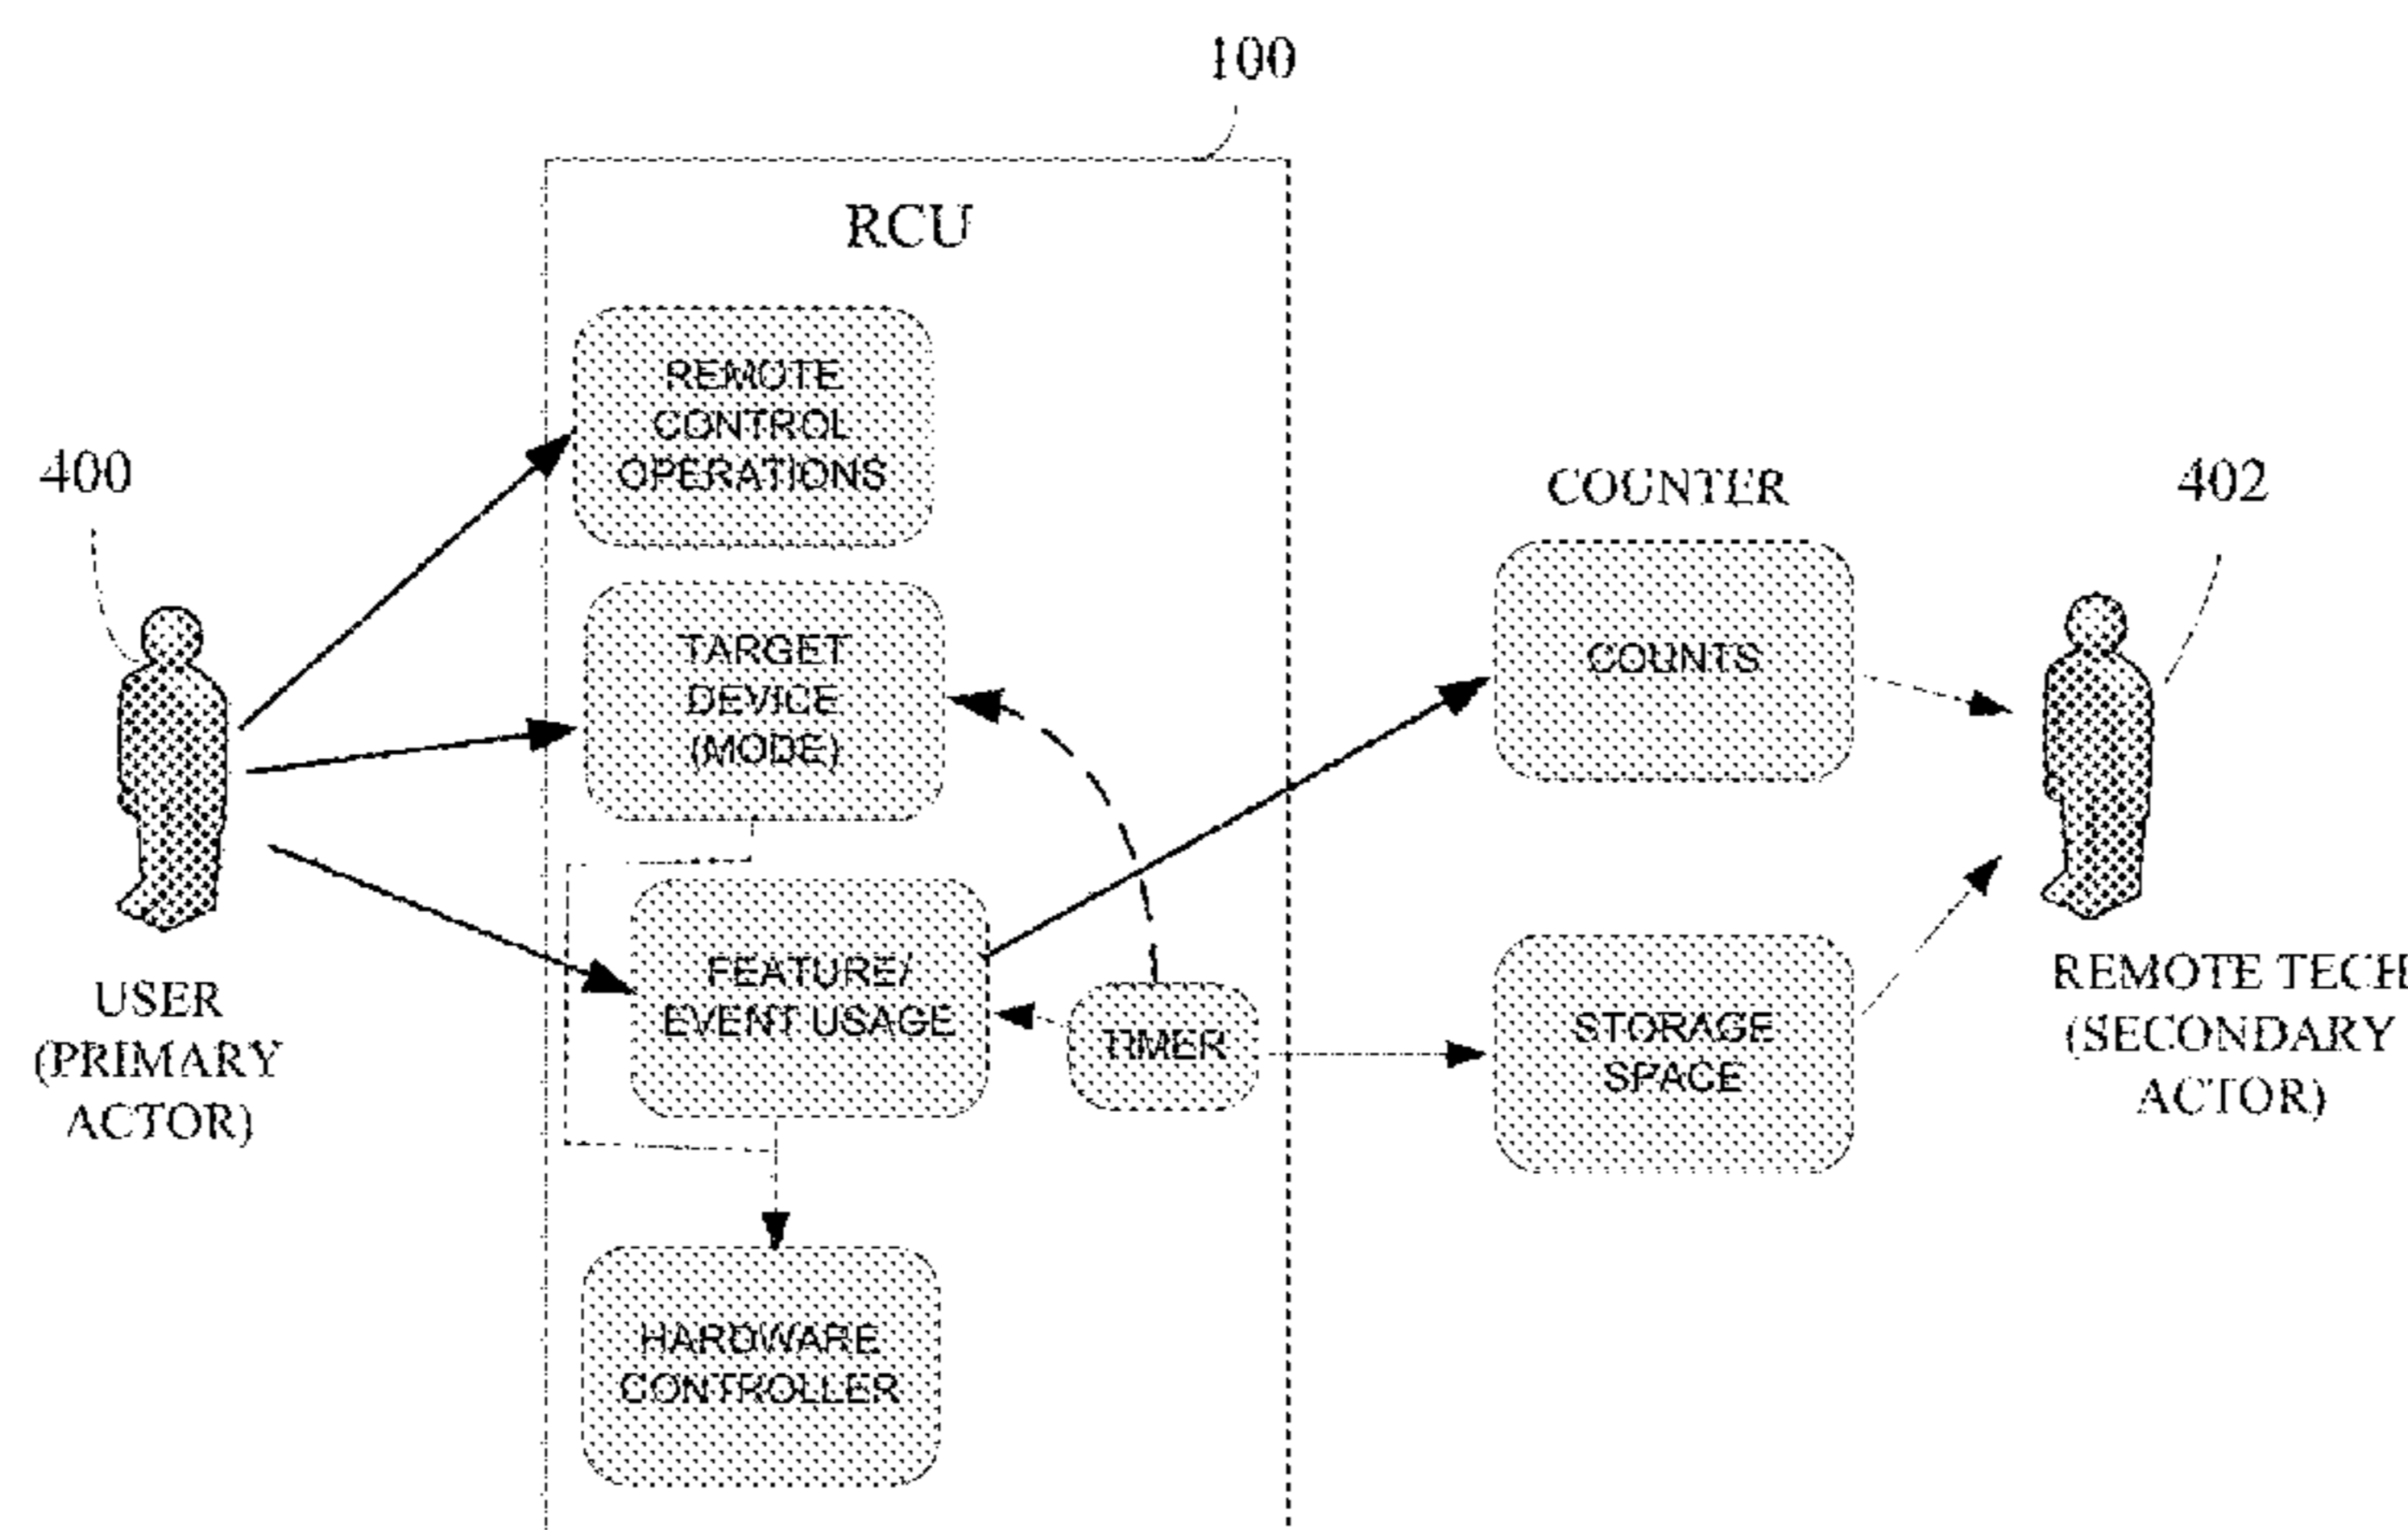 100
RCU
REMOTE
CONTROL
OPERATIONS
400
COUNTER
402
TARGET
DEVICE
(MODE)
COUNTS
FEATURE/
EVENT USAGE
TIMER
STORAGE
SPACE
USER
(PRIMARY
ACTOR)
REMOTE TECH
(SECONDARY
ACTOR)
HARDWARE
CONTROLLER